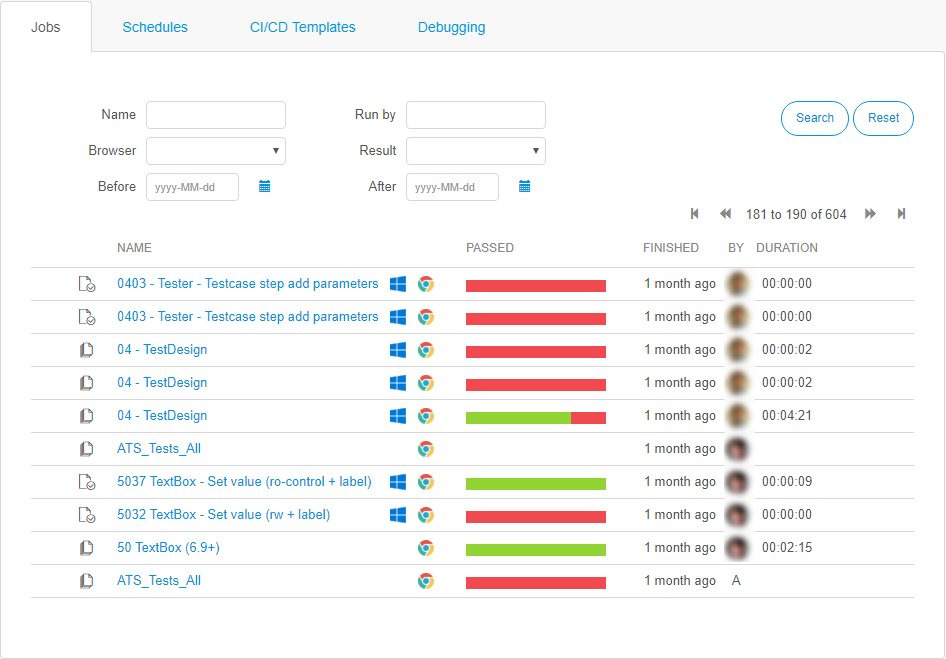 Jobs Schedules CI/CD Templates Debugging
Name Run by Search Reset
Browser Result
Before yyyy-MM-dd After yyyy-MM-dd
181 to 190 of 604
NAME PASSED FINISHED BY DURATION
0403 - Tester - Testcase step add parameters 1 month ago 00:00:00
0403 - Tester - Testcase step add parameters 1 month ago 00:00:00
04 - TestDesign 1 month ago 00:00:02
04 - TestDesign 1 month ago 00:00:02
04 - TestDesign 1 month ago 00:04:21
ATS_Tests_All 1 month ago
5037 TextBox - Set value (ro-control + label) 1 month ago 00:00:09
5032 TextBox - Set value (rw + label) 1 month ago 00:00:00
50 TextBox (6.9+) 1 month ago 00:02:15
ATS_Tests_All 1 month ago A